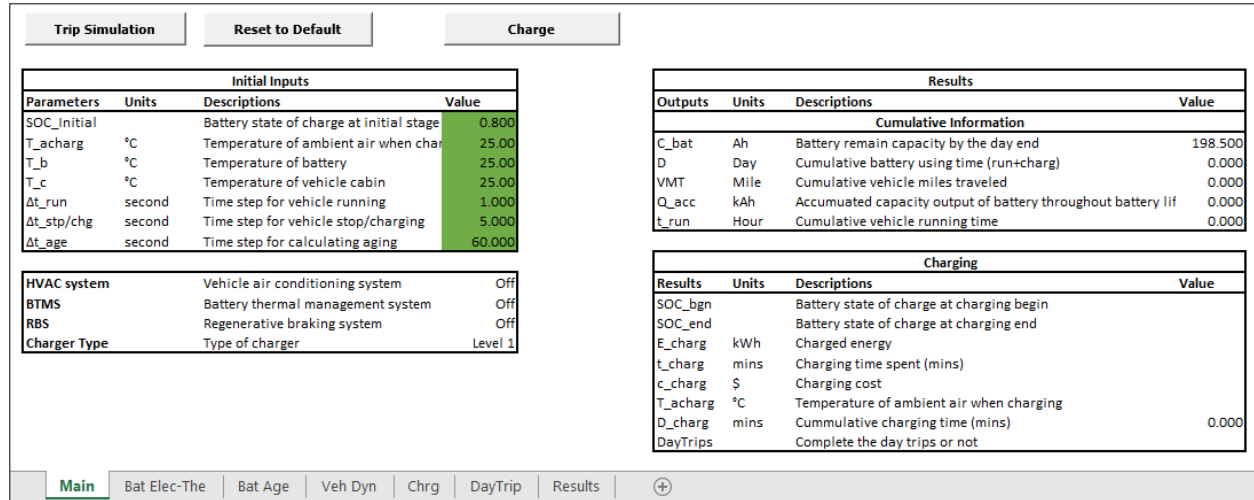 Trip Simulation Reset to Default Charge
Initial Inputs
Parameters Units Descriptions Value
SOC_Initial Battery state of charge at initial stage 0.800
T_acharg °C Temperature of ambient air when char 25.00
T_b °C Temperature of battery 25.00
T_c °C Temperature of vehicle cabin 25.00
Δt_run second Time step for vehicle running 1.000
Δt_stp/chg second Time step for vehicle stop/charging 5.000
Δt_age second Time step for calculating aging 60.000
HVAC system Vehicle air conditioning system Off
BTMS Battery thermal management system Off
RBS Regenerative braking system Off
Charger Type Type of charger Level 1
Results
Outputs Units Descriptions Value
Cumulative Information
C_bat Ah Battery remain capacity by the day end 198.500
D Day Cumulative battery using time (run+charg) 0.000
VMT Mile Cumulative vehicle miles traveled 0.000
Q_acc kAh Accumuated capacity output of battery throughout battery lif 0.000
t_run Hour Cumulative vehicle running time 0.000
Charging
Results Units Descriptions Value
SOC_bgn Battery state of charge at charging begin
SOC_end Battery state of charge at charging end
E_charg kWh Charged energy
t_charg mins Charging time spent (mins)
c_charg $ Charging cost
T_acharg °C Temperature of ambient air when charging
D_charg mins Cummulative charging time (mins) 0.000
DayTrips Complete the day trips or not
Main Bat Elec-The Bat Age Veh Dyn Chrg DayTrip Results